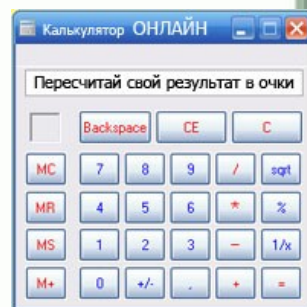 Калькулятор ОНЛАЙН
Пересчитай свой результат в очки
Backspace CE C
MC 7 8 9 / sqrt
MR 4 5 6 * %
MS 1 2 3 - 1/x
M+ 0 +/- , + =